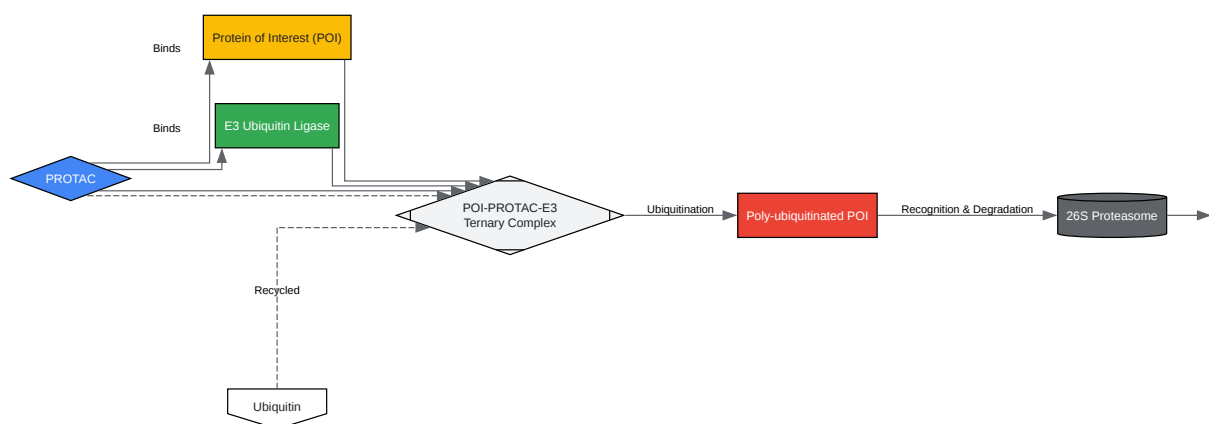 Protein of Interest (POI)
Binds
E3 Ubiquitin Ligase
Binds
PROTAC
POI-PROTAC-E3
Ternary Complex
Ubiquitination
Poly-ubiquitinated POI
Recognition & Degradation
26S Proteasome
Recycled
Ubiquitin